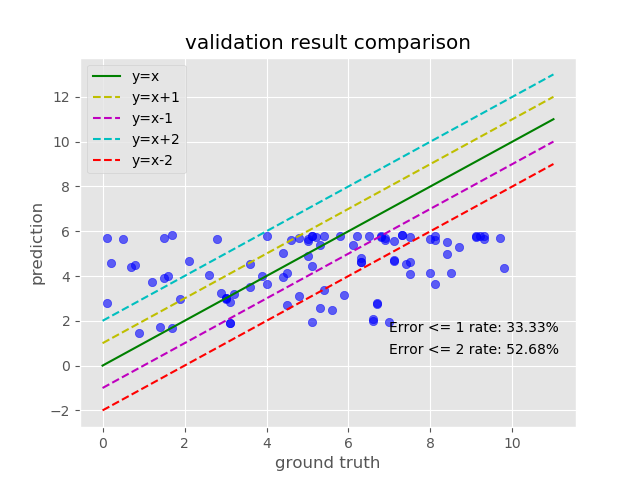 validation result comparison
y=x
y=x+1
y=x-1
y=x+2
y=x-2
12
10
8
6
4
2
0
−2
prediction
Error <= 1 rate: 33.33%
Error <= 2 rate: 52.68%
0 2 4 6 8 10
ground truth